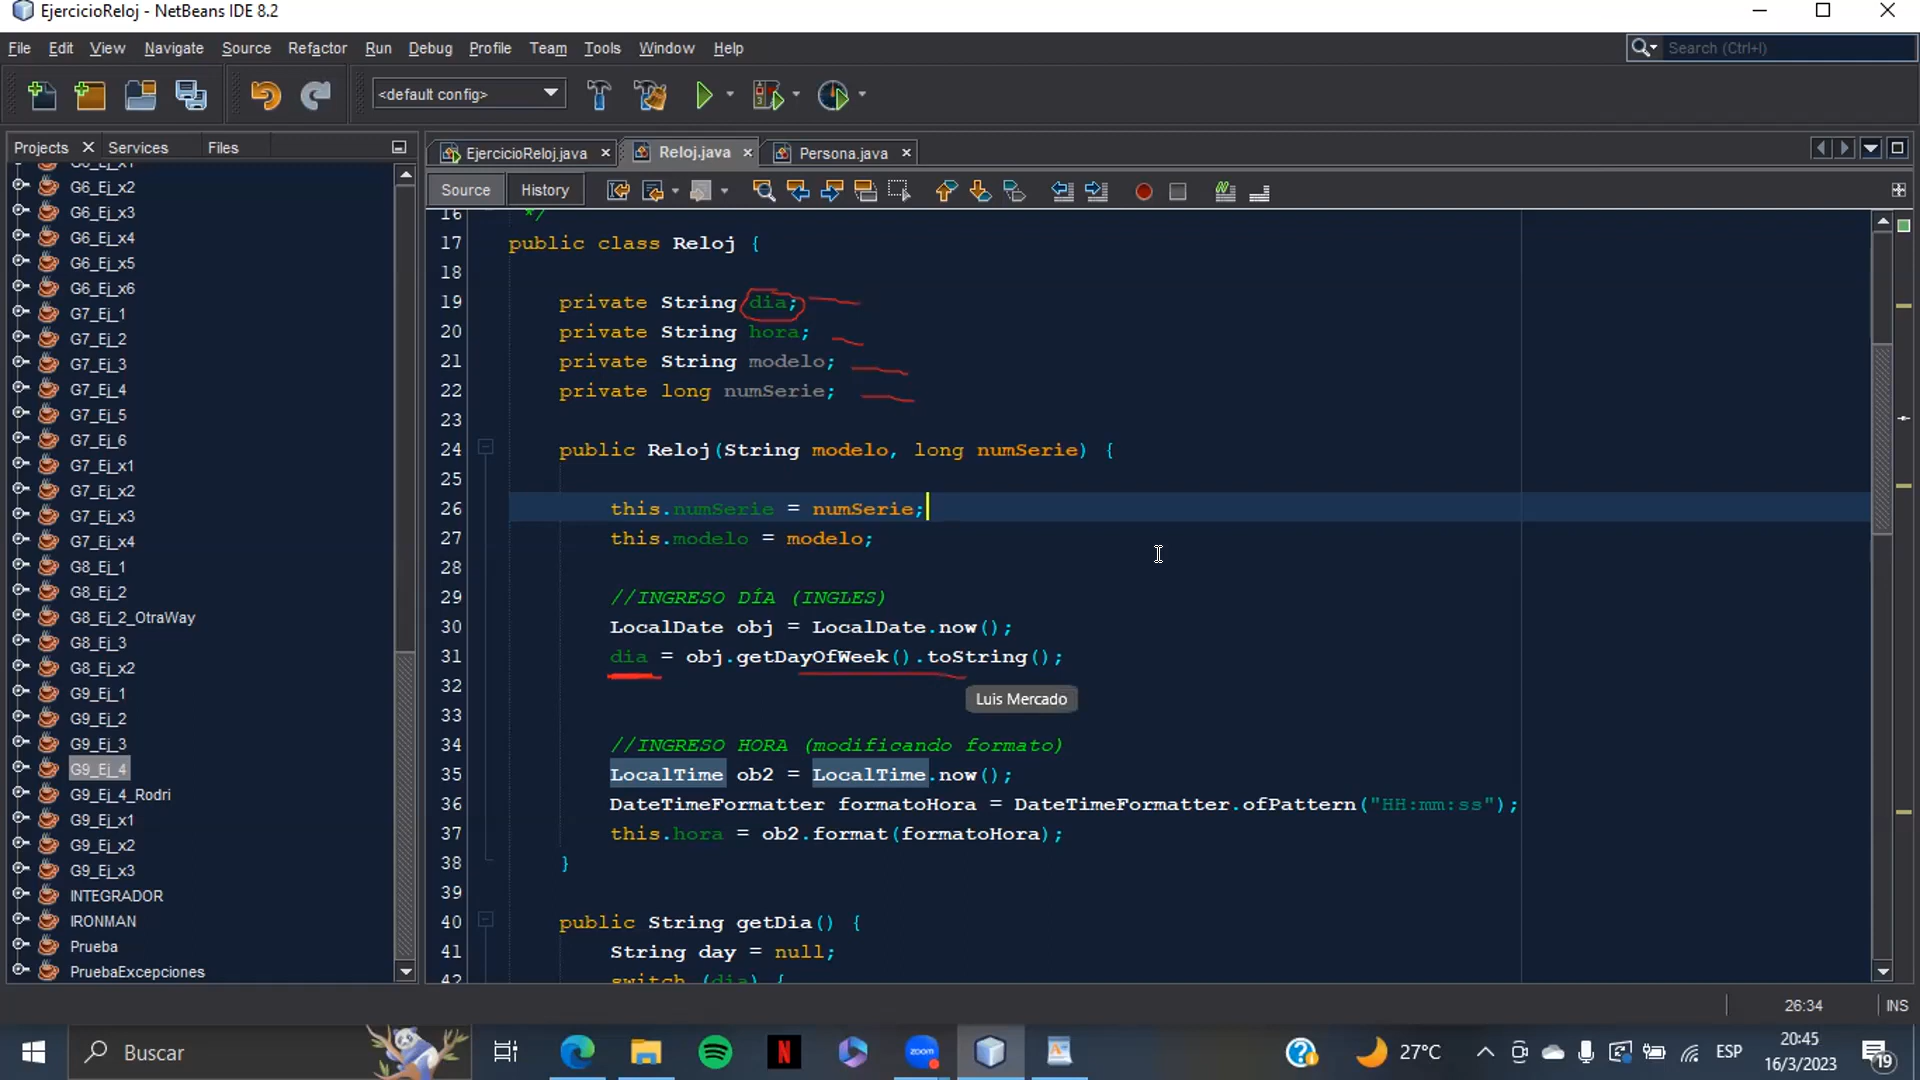 EjercicioReloj - NetBeans IDE 8.2
File Edit View Navigate Source Refactor Run Debug Profile Team Tools Window Help
Search (Ctrl+I)
<default config>
Projects Services Files
G6_Ej_x1
G6_Ej_x2
G6_Ej_x3
G6_Ej_x4
G6_Ej_x5
G6_Ej_x6
G7_Ej_1
G7_Ej_2
G7_Ej_3
G7_Ej_4
G7_Ej_5
G7_Ej_6
G7_Ej_x1
G7_Ej_x2
G7_Ej_x3
G7_Ej_x4
G8_Ej_1
G8_Ej_2
G8_Ej_2_OtraWay
G8_Ej_3
G8_Ej_x2
G9_Ej_1
G9_Ej_2
G9_Ej_3
G9_Ej_4
G9_Ej_4_Rodri
G9_Ej_x1
G9_Ej_x2
G9_Ej_x3
INTEGRADOR
IRONMAN
Prueba
PruebaExcepciones
EjercicioReloj.java Reloj.java Persona.java
Source History
16 */
17 public class Reloj {
18
19 private String dia;
20 private String hora;
21 private String modelo;
22 private long numSerie;
23
24 public Reloj(String modelo, long numSerie) {
25
26 this.numSerie = numSerie;
27 this.modelo = modelo;
28
29 //INGRESO DÍA (INGLES)
30 LocalDate obj = LocalDate.now();
31 dia = obj.getDayOfWeek().toString();
32
Luis Mercado
33
34 //INGRESO HORA (modificando formato)
35 LocalTime ob2 = LocalTime.now();
36 DateTimeFormatter formatoHora = DateTimeFormatter.ofPattern("HH:mm:ss");
37 this.hora = ob2.format(formatoHora);
38 }
39
40 public String getDia() {
41 String day = null;
42 switch (dia) {
26:34 INS
Buscar
zoom
27°C
ESP
20:45
16/3/2023
19